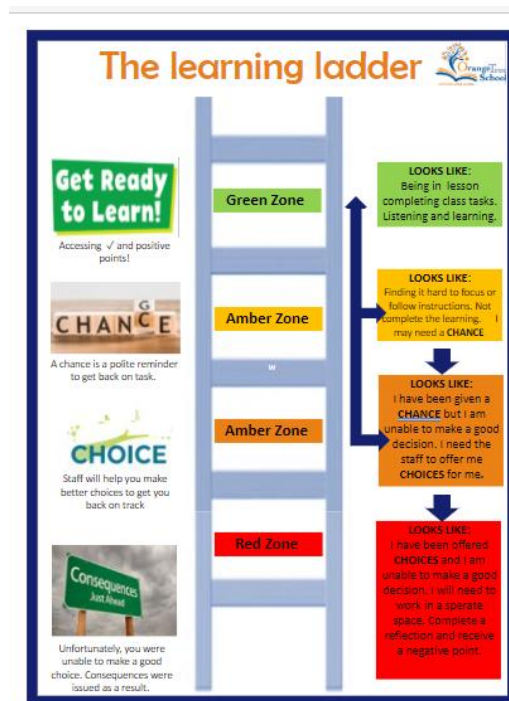 The learning ladder
OrangeTree
School
Get Ready
to Learn!
Accessing ✓ and positive
points!
Green Zone
LOOKS LIKE:
Being in lesson
completing class tasks.
Listening and learning.
CHANGCE
A chance is a polite reminder
to get back on task.
Amber Zone
w
LOOKS LIKE:
Finding it hard to focus or
follow instructions. Not
complete the learning. I
may need a CHANCE
CHOICE
Staff will help you make
better choices to get you
back on track
Amber Zone
LOOKS LIKE:
I have been given a
CHANCE but I am
unable to make a good
decision. I need the
staff to offer me
CHOICES for me.
Consequences
Just Ahead
Unfortunately, you were
unable to make a good
choice. Consequences were
issued as a result.
Red Zone
LOOKS LIKE:
I have been offered
CHOICES and I am
unable to make a good
decision. I will need to
work in a sperate
space. Complete a
reflection and receive
a negative point.